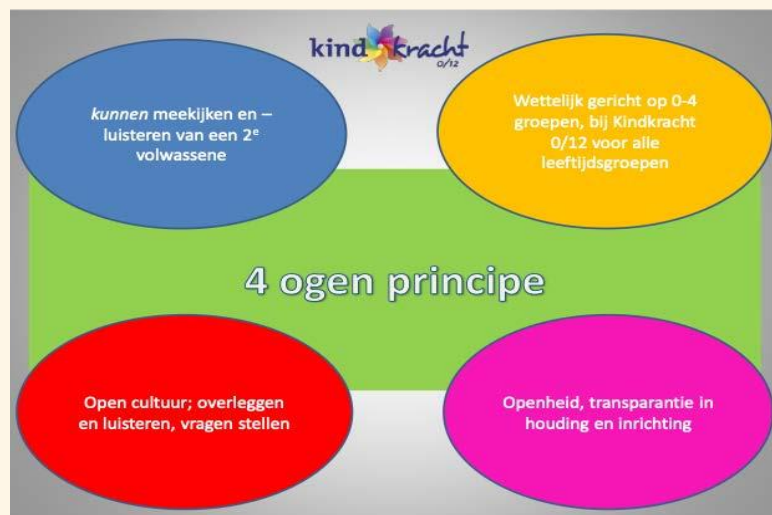 kind kracht
0/12
kunnen meekijken en –
luisteren van een 2e
volwassene
Wettelijk gericht op 0-4
groepen, bij Kindkracht
0/12 voor alle
leeftijdsgroepen
4 ogen principe
Open cultuur; overleggen
en luisteren, vragen stellen
Openheid, transparantie in
houding en inrichting